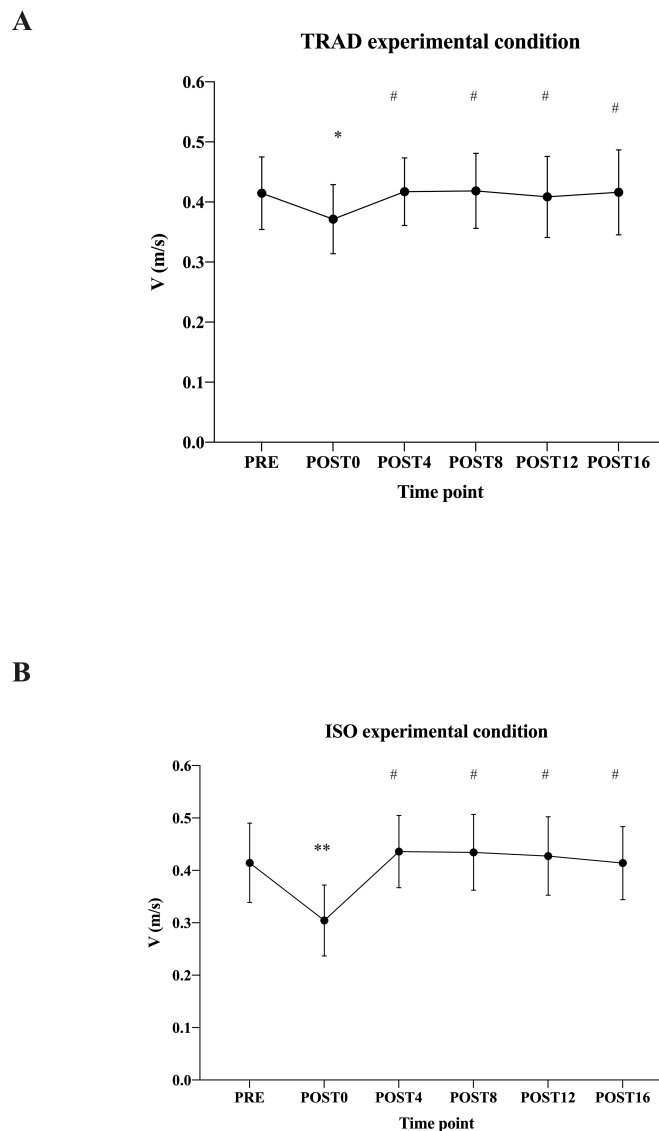 A
TRAD experimental condition
0.6
# # # #
0.5
*
0.4
0.3
0.2
0.1
0.0
V (m/s)
PRE POST0 POST4 POST8 POST12 POST16
Time point
B
ISO experimental condition
0.6
# # # #
0.5
**
0.4
0.3
0.2
0.1
0.0
V (m/s)
PRE POST0 POST4 POST8 POST12 POST16
Time point